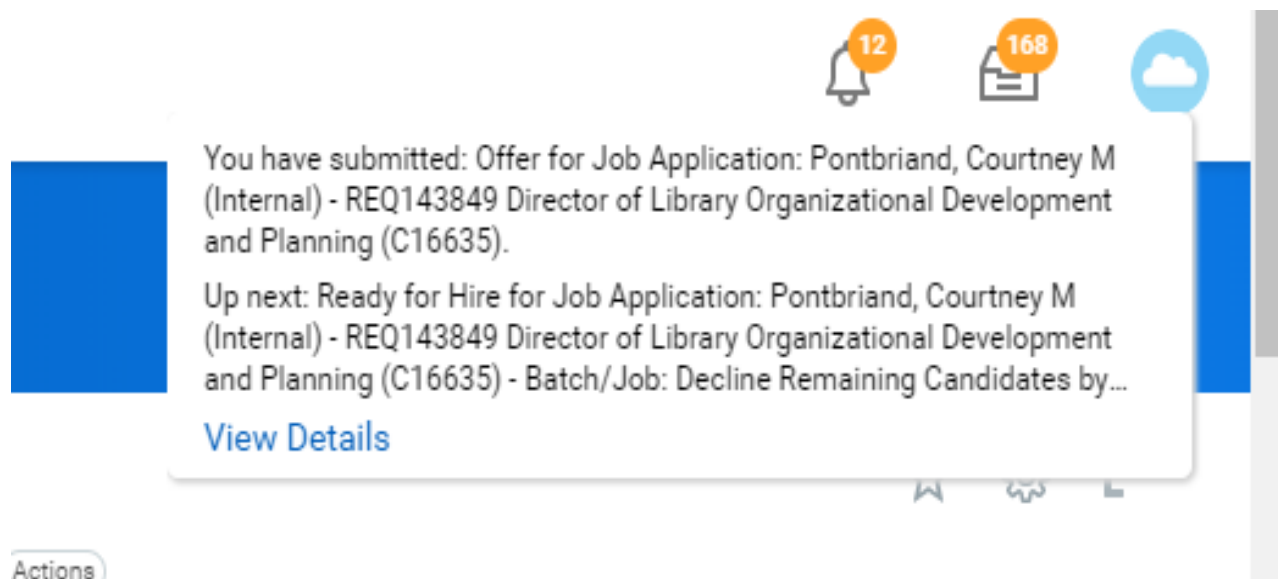 12
168
You have submitted: Offer for Job Application: Pontbriand, Courtney M
(Internal) - REQ143849 Director of Library Organizational Development
and Planning (C16635).
Up next: Ready for Hire for Job Application: Pontbriand, Courtney M
(Internal) - REQ143849 Director of Library Organizational Development
and Planning (C16635) - Batch/Job: Decline Remaining Candidates by…
View Details
Actions